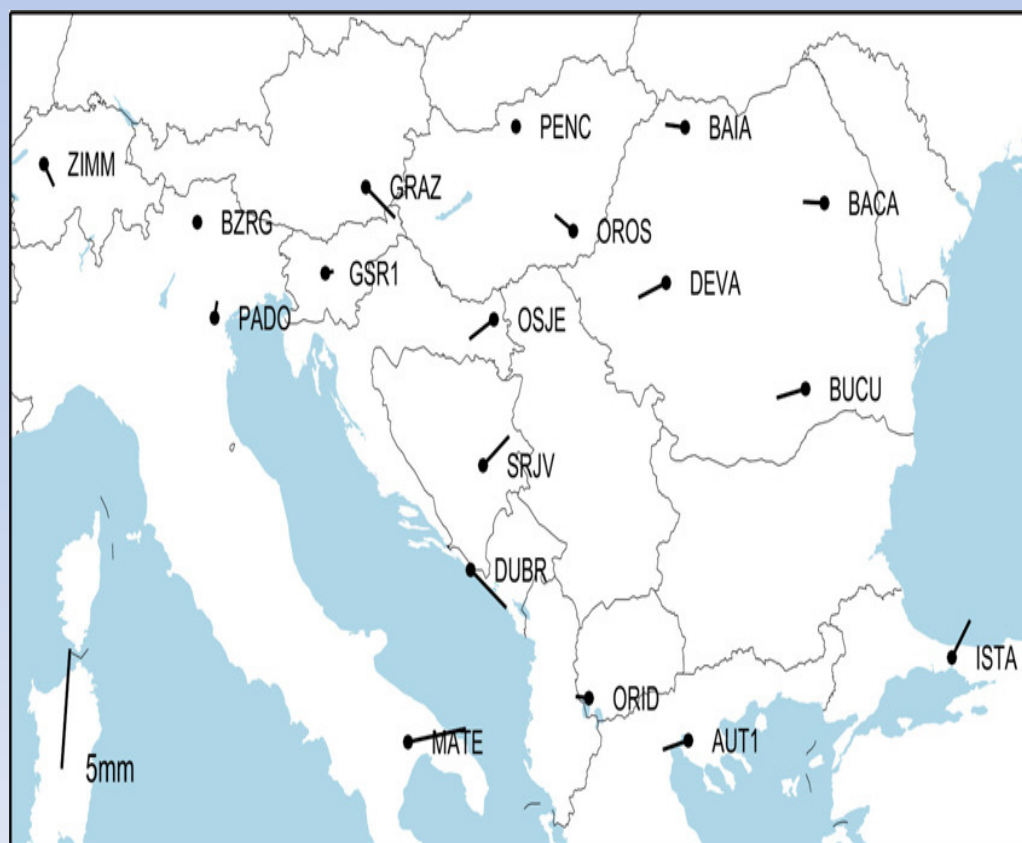 PENC
BAIA
ZIMM
GRAZ
BACA
BZRG
OROS
GSR1
DEVA
PADO
OSJE
BUCU
SRJV
DUBR
ISTA
ORID
MATE
AUT1
5mm